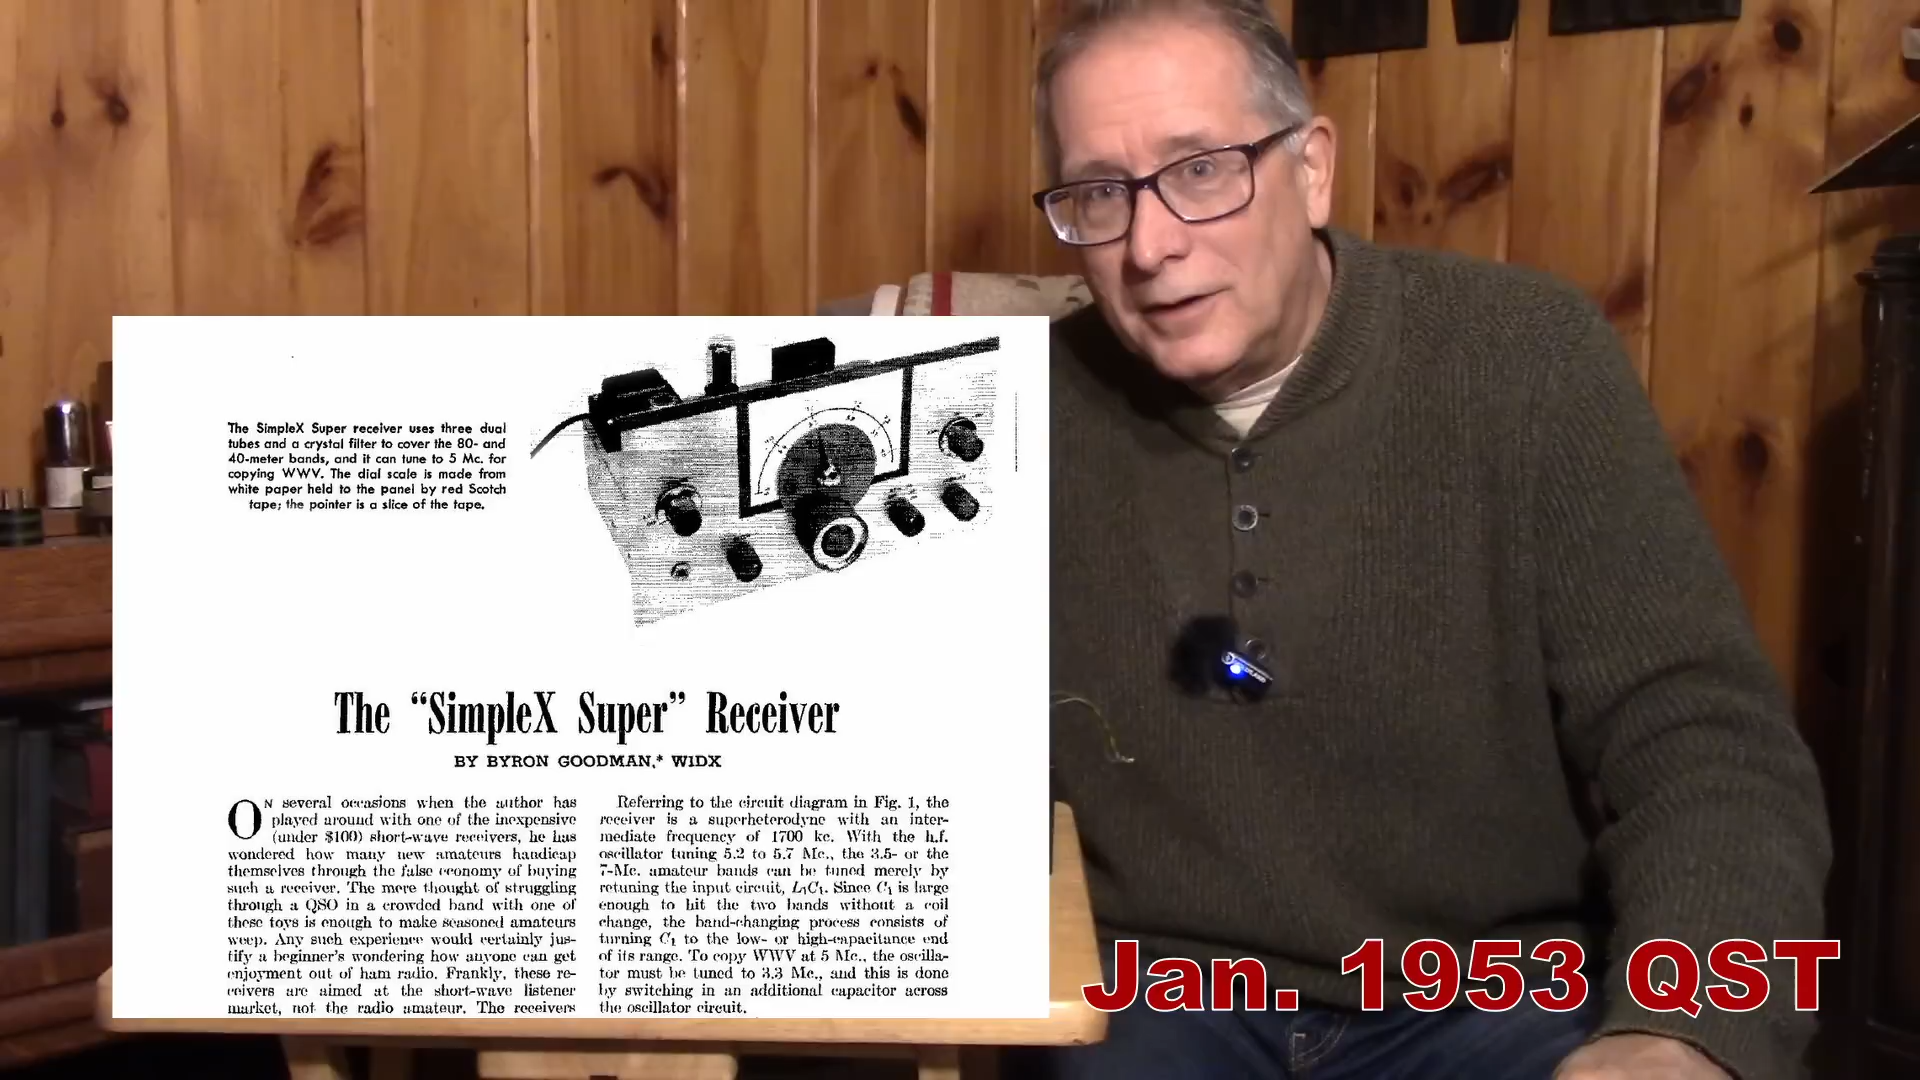 The SimpleX Super receiver uses three dual
tubes and a crystal filter to cover the 80- and
40-meter bands, and it can tune to 5 Mc. for
copying WWV. The dial scale is made from
white paper held to the panel by red Scotch
tape; the pointer is a slice of the tape.
The “SimpleX Super” Receiver
BY BYRON GOODMAN,* W1DX
ON several occasions when the author has
played around with one of the inexpensive
(under $100) short-wave receivers, he has
wondered how many new amateurs handicap
themselves through the false economy of buying
such a receiver. The mere thought of struggling
through a QSO in a crowded band with one of
these toys is enough to make seasoned amateurs
weep. Any such experience would certainly jus-
tify a beginner's wondering how anyone can get
enjoyment out of ham radio. Frankly, these re-
ceivers are aimed at the short-wave listener
market, not the radio amateur. The receivers
Referring to the circuit diagram in Fig. 1, the
receiver is a superheterodyne with an inter-
mediate frequency of 1700 kc. With the h.f.
oscillator tuning 5.2 to 5.7 Mc., the 3.5- or the
7-Mc. amateur bands can be tuned merely by
retuning the input circuit, L1C1. Since C1 is large
enough to hit the two bands without a coil
change, the band-changing process consists of
turning C1 to the low- or high-capacitance end
of its range. To copy WWV at 5 Mc., the oscilla-
tor must be tuned to 3.3 Mc., and this is done
by switching in an additional capacitor across
the oscillator circuit.
Jan. 1953 QST